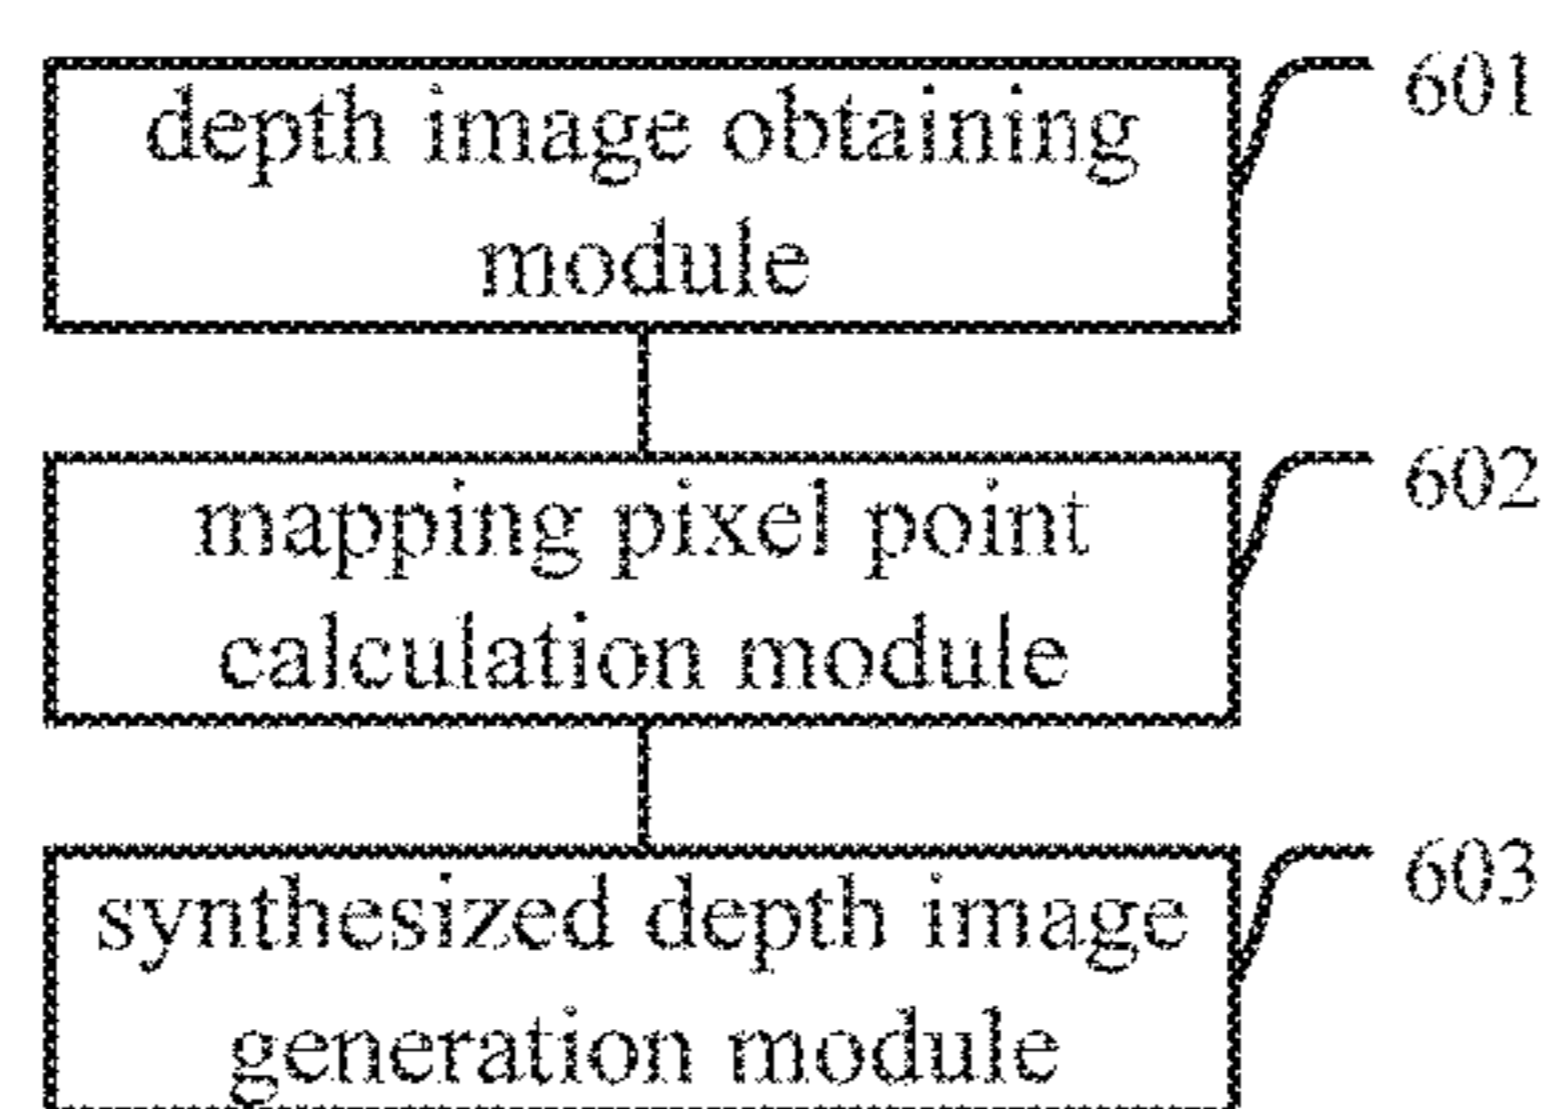 depth image obtaining
module
601
mapping pixel point
calculation module
602
synthesized depth image
generation module
603